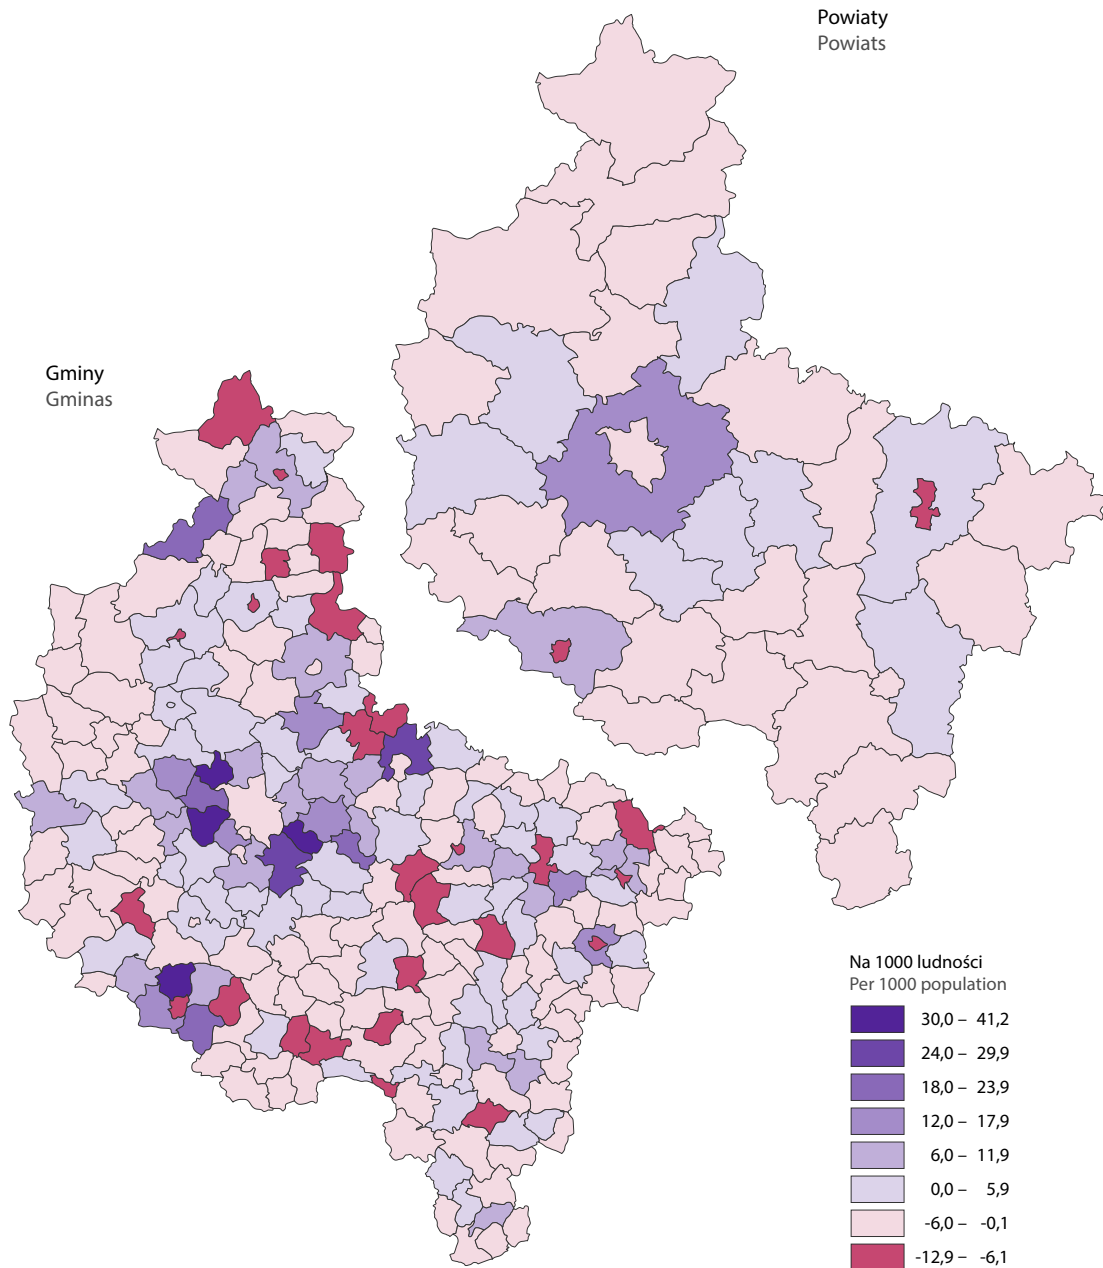 Powiaty
Powiats
Gminy
Gminas
Na 1000 ludności
Per 1000 population
30,0 – 41,2
24,0 – 29,9
18,0 – 23,9
12,0 – 17,9
6,0 – 11,9
0,0 – 5,9
-6,0 – -0,1
-12,9 – -6,1